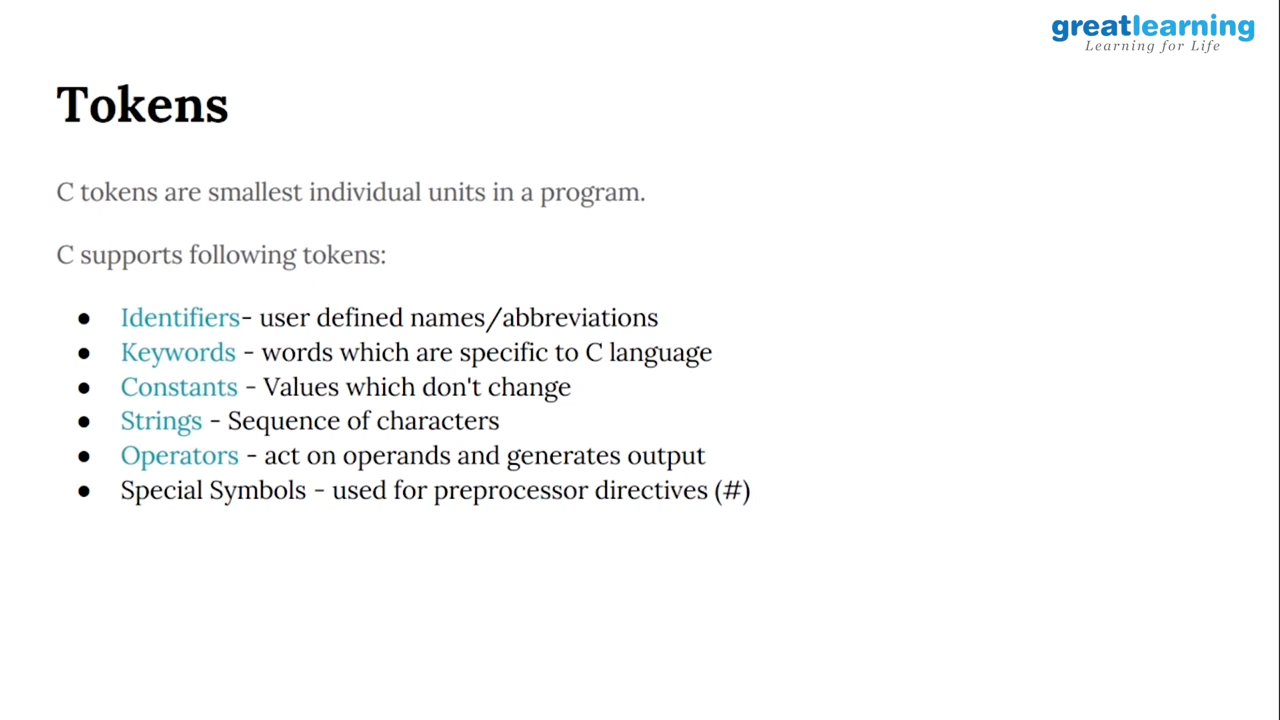 greatlearning
Learning for Life
Tokens
C tokens are smallest individual units in a program.
C supports following tokens:
● Identifiers- user defined names/abbreviations
● Keywords - words which are specific to C language
● Constants - Values which don't change
● Strings - Sequence of characters
● Operators - act on operands and generates output
● Special Symbols - used for preprocessor directives (#)